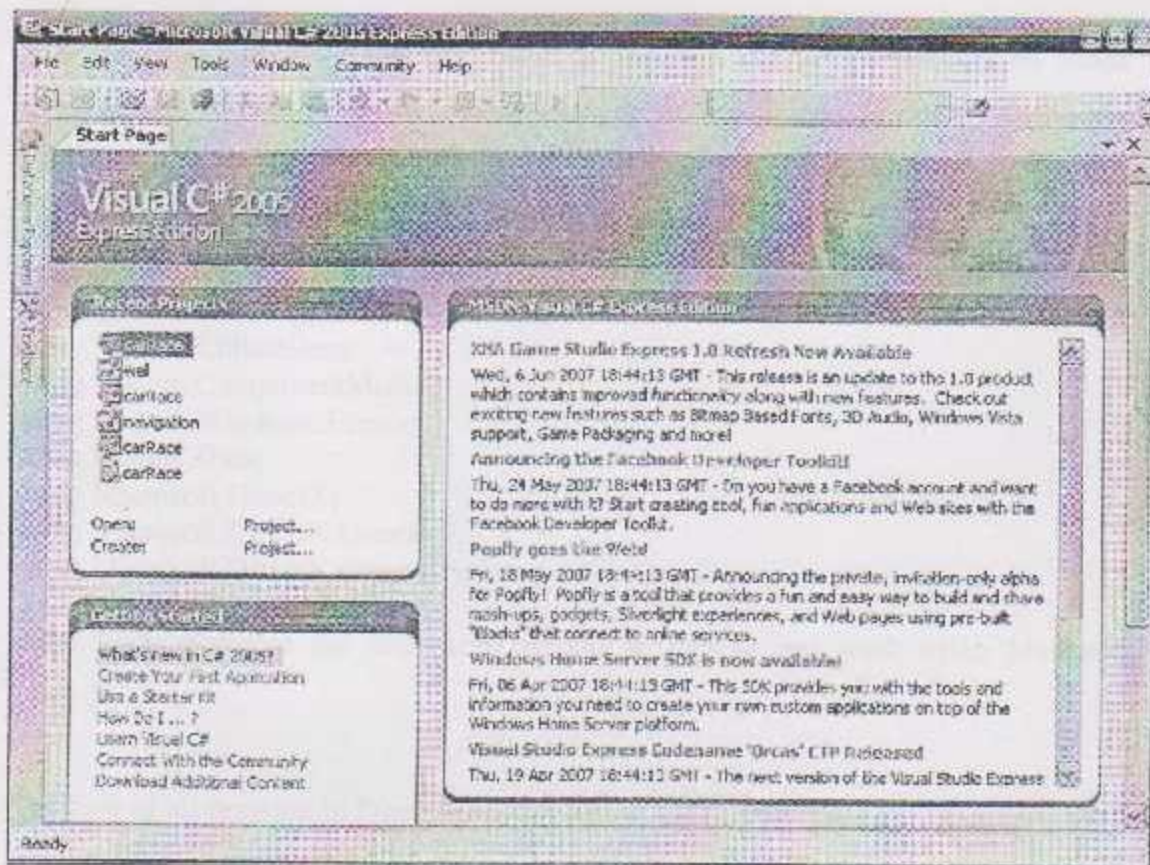 Start Page - Microsoft Visual C# 2005 Express Edition
File Edit View Tools Window Community Help
Start Page
Visual C# 2005
Express Edition
Recent Projects
carRace
carRace
navigation
carRace
carRace
Open: Project...
Create: Project...
Getting Started
What's new in C# 2005?
Create Your First Application
Use a Starter Kit
How Do I ... ?
Learn Visual C#
Connect With the Community
Download Additional Content
MSDN: Visual C# Express Edition
XNA Game Studio Express 1.0 Refresh Now Available
Wed, 6 Jun 2007 18:44:13 GMT - This release is an update to the 1.0 product, which contains improved functionality along with new features. Check out
exciting new features such as Bitmap Based Fonts, 3D Audio, Windows Vista
support, Game Packaging and more!
Announcing the Facebook Developer Toolkit!
Thu, 24 May 2007 18:44:13 GMT - Do you have a Facebook account and want
to do more with it? Start creating cool, fun applications and Web sites with the
Facebook Developer Toolkit.
Popfly goes the Web!
Fri, 18 May 2007 18:44:13 GMT - Announcing the private, invitation-only alpha
for Popfly! Popfly is a tool that provides a fun and easy way to build and share
mash-ups, gadgets, Silverlight experiences, and Web pages using pre-built
"Blocks" that connect to online services.
Windows Home Server SDK is now available!
Fri, 06 Apr 2007 18:44:13 GMT - This SDK provides you with the tools and
information you need to create your own custom applications on top of the
Windows Home Server platform.
Visual Studio Express Codename "Orcas" CTP Released
Thu, 19 Apr 2007 18:44:13 GMT - The next version of the Visual Studio Express
Ready